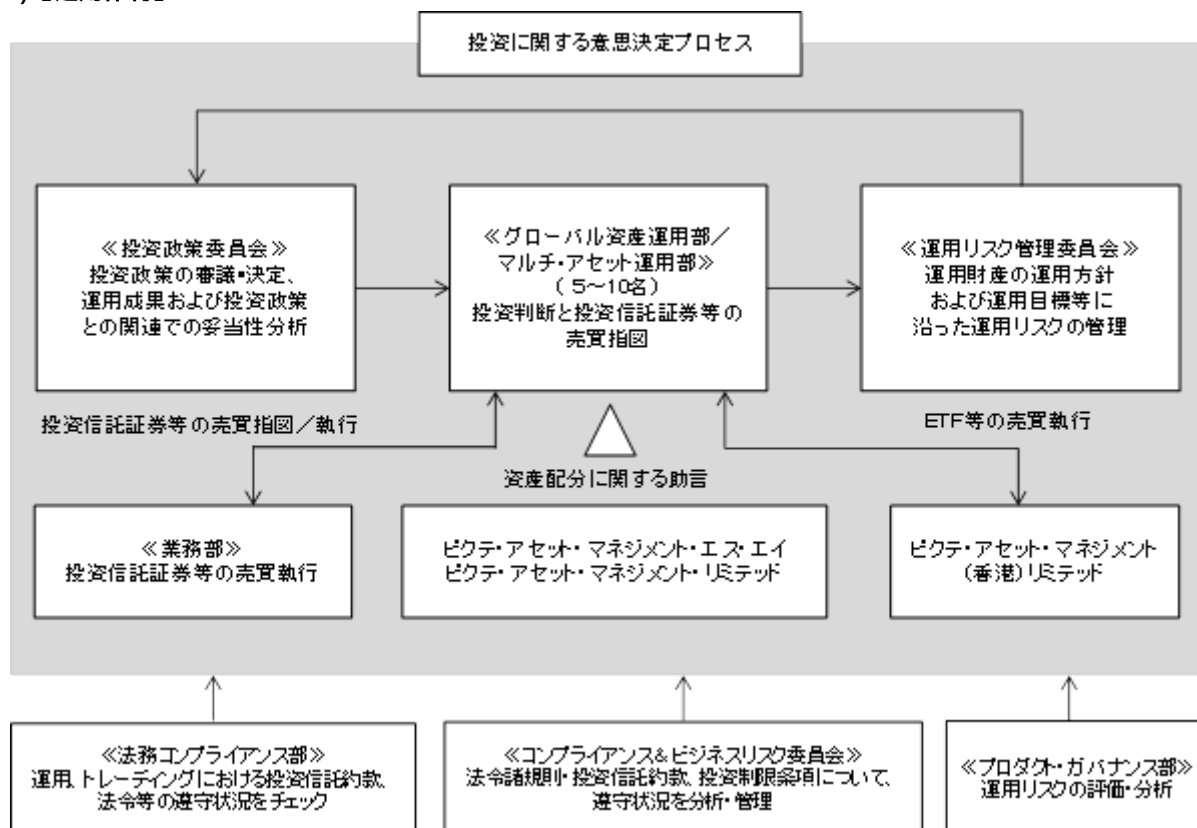 投資に関する意思決定プロセス
≪投資政策委員会≫
投資政策の審議・決定、
運用成果および投資政策
との関連での妥当性分析
≪グローバル資産運用部／
マルチ・アセット運用部≫
（５～10名）
投資判断と投資信託証券等の
売買指図
≪運用リスク管理委員会≫
運用財産の運用方針
および運用目標等に
沿った運用リスクの管理
投資信託証券等の売買指図／執行
資産配分に関する助言
ETF等の売買執行
≪業務部≫
投資信託証券等の売買執行
ピクテ・アセット・マネジメント・エス・エイ
ピクテ・アセット・マネジメント・リミテッド
ピクテ・アセット・マネジメント
（香港）リミテッド
≪法務コンプライアンス部≫
運用、トレーディングにおける投資信託約款、
法令等の遵守状況をチェック
≪コンプライアンス＆ビジネスリスク委員会≫
法令諸規則・投資信託約款、投資制限条項について、
遵守状況を分析・管理
≪プロダクト・ガバナンス部≫
運用リスクの評価・分析